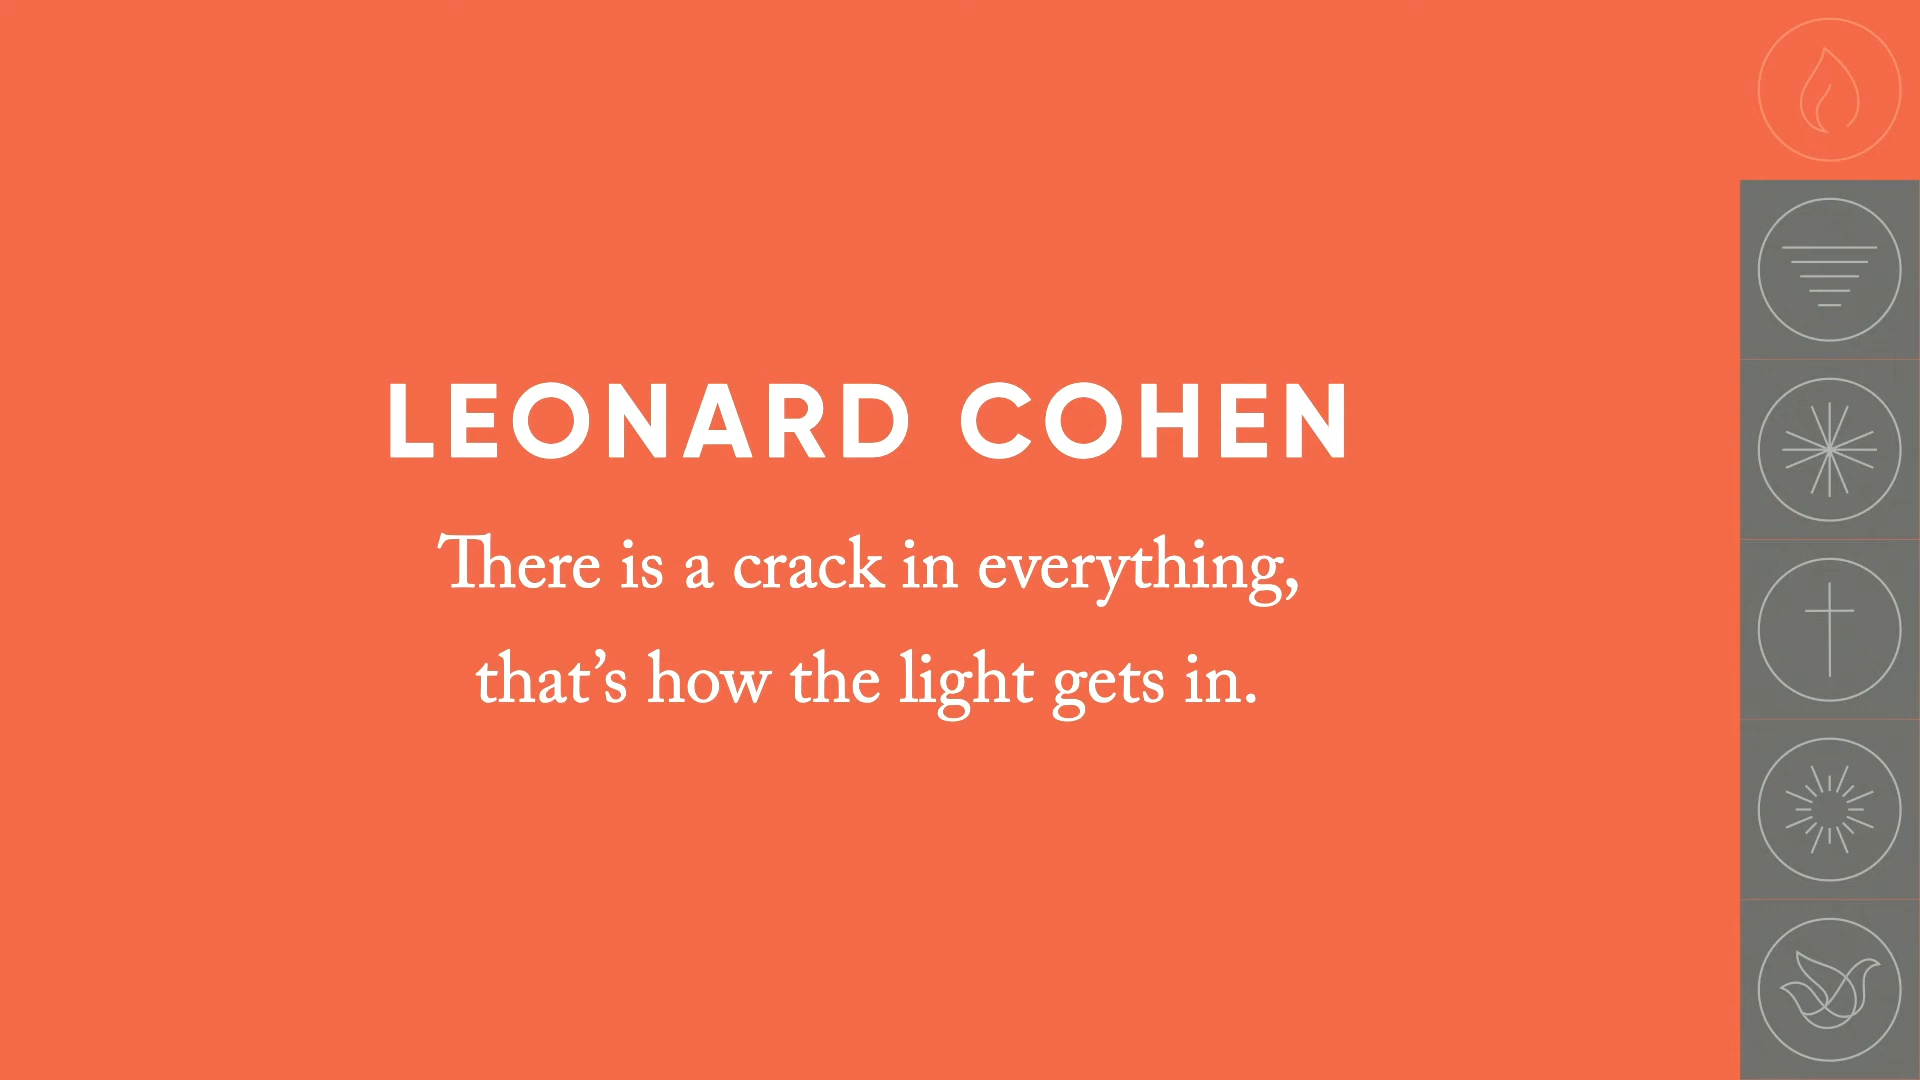 LEONARD COHEN
There is a crack in everything,
that’s how the light gets in.